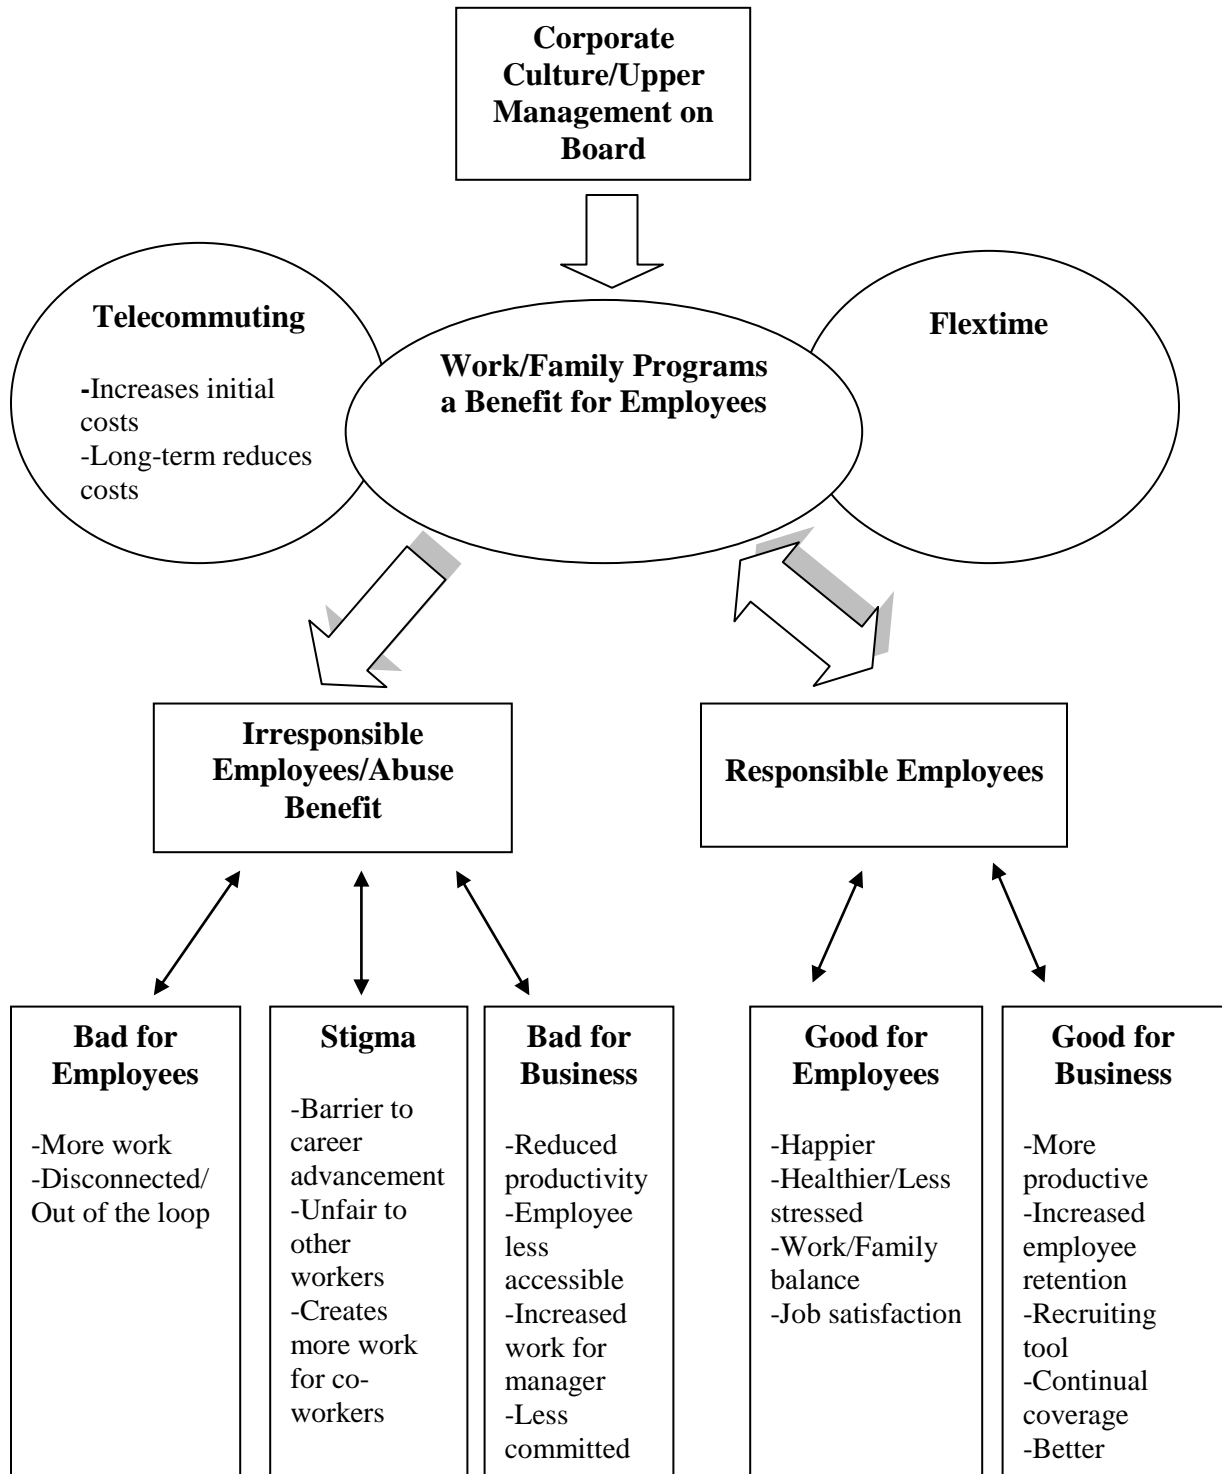 Corporate
Culture/Upper
Management on
Board
Telecommuting
-Increases initial
costs
-Long-term reduces
costs
Work/Family Programs
a Benefit for Employees
Flextime
Irresponsible
Employees/Abuse
Benefit
Responsible Employees
Bad for
Employees
-More work
-Disconnected/
Out of the loop
Stigma
-Barrier to
career
advancement
-Unfair to
other
workers
-Creates
more work
for co-
workers
Bad for
Business
-Reduced
productivity
-Employee
less
accessible
-Increased
work for
manager
-Less
committed
Good for
Employees
-Happier
-Healthier/Less
stressed
-Work/Family
balance
-Job satisfaction
Good for
Business
-More
productive
-Increased
employee
retention
-Recruiting
tool
-Continual
coverage
-Better